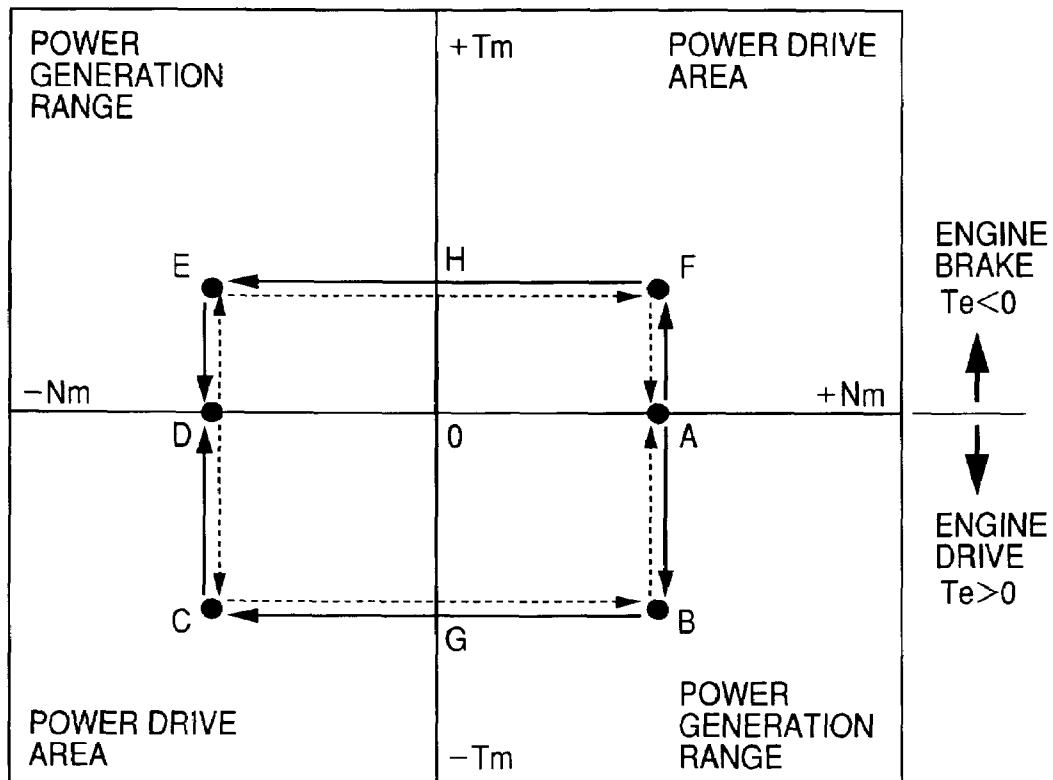 POWER
GENERATION
RANGE
+Tm
POWER DRIVE
AREA
E
H
F
ENGINE
BRAKE
Te<0
−Nm
+Nm
D
0
A
C
G
B
ENGINE
DRIVE
Te>0
POWER DRIVE
AREA
−Tm
POWER
GENERATION
RANGE